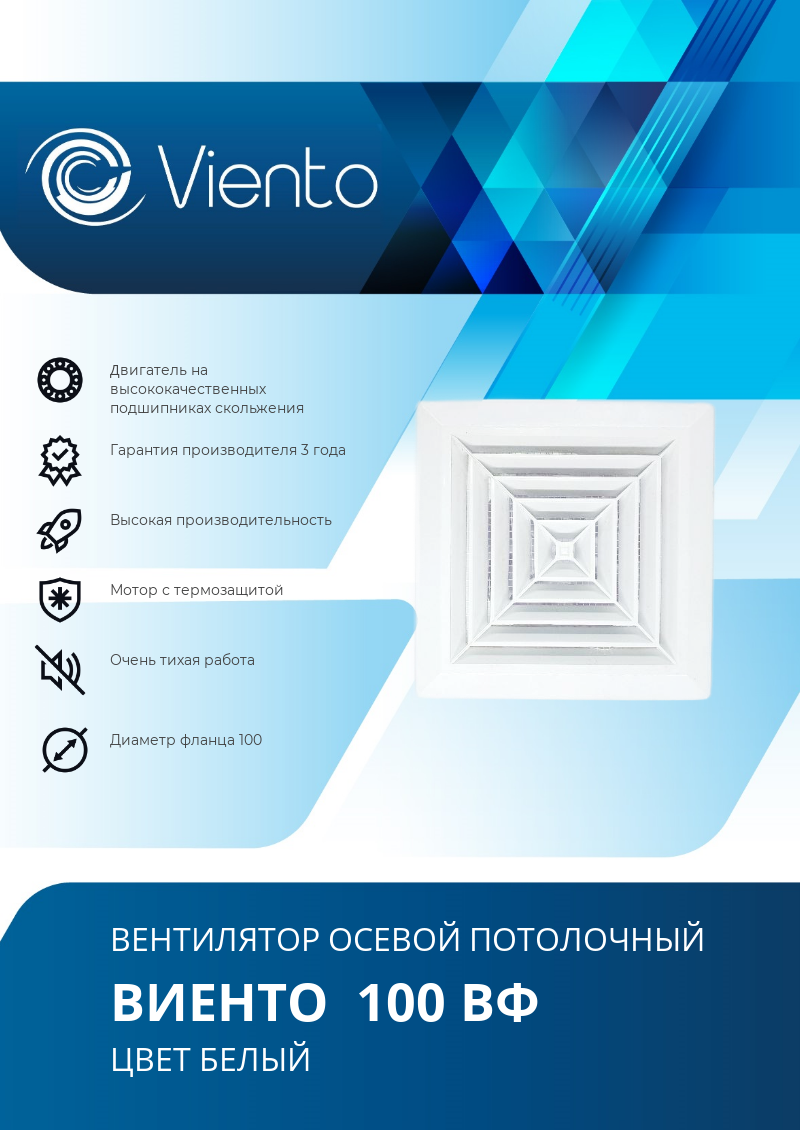 Viento
Двигатель на
высококачественных
подшипниках скольжения
Гарантия производителя 3 года
Высокая производительность
Мотор с термозащитой
Очень тихая работа
Диаметр фланца 100
ВЕНТИЛЯТОР ОСЕВОЙ ПОТОЛОЧНЫЙ
ВИЕНТО 100 ВФ
ЦВЕТ БЕЛЫЙ